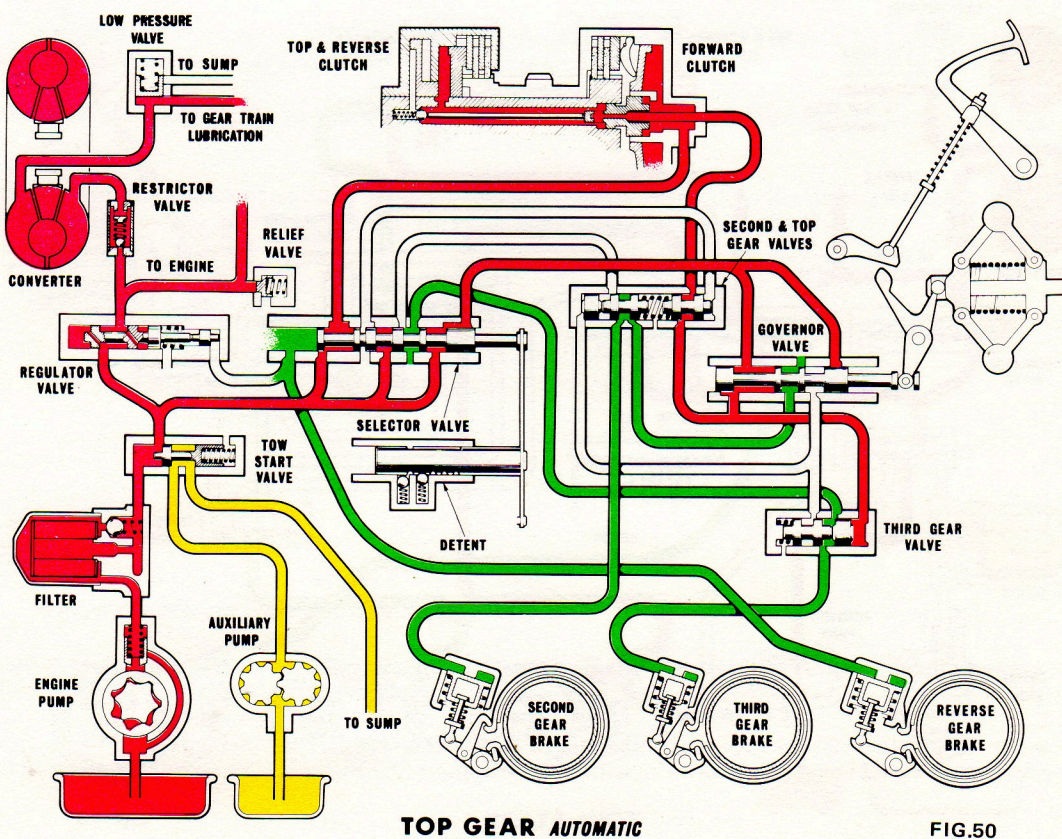 LOW PRESSURE
VALVE
TO SUMP
TO GEAR TRAIN
LUBRICATION
TOP & REVERSE
CLUTCH
FORWARD
CLUTCH
RESTRICTOR
VALVE
CONVERTER
TO ENGINE
RELIEF
VALVE
SECOND & TOP
GEAR VALVES
GOVERNOR
VALVE
REGULATOR
VALVE
SELECTOR VALVE
TOW
START
VALVE
DETENT
THIRD GEAR
VALVE
FILTER
AUXILIARY
PUMP
ENGINE
PUMP
TO SUMP
SECOND
GEAR
BRAKE
THIRD
GEAR
BRAKE
REVERSE
GEAR
BRAKE
TOP GEAR AUTOMATIC
FIG.50